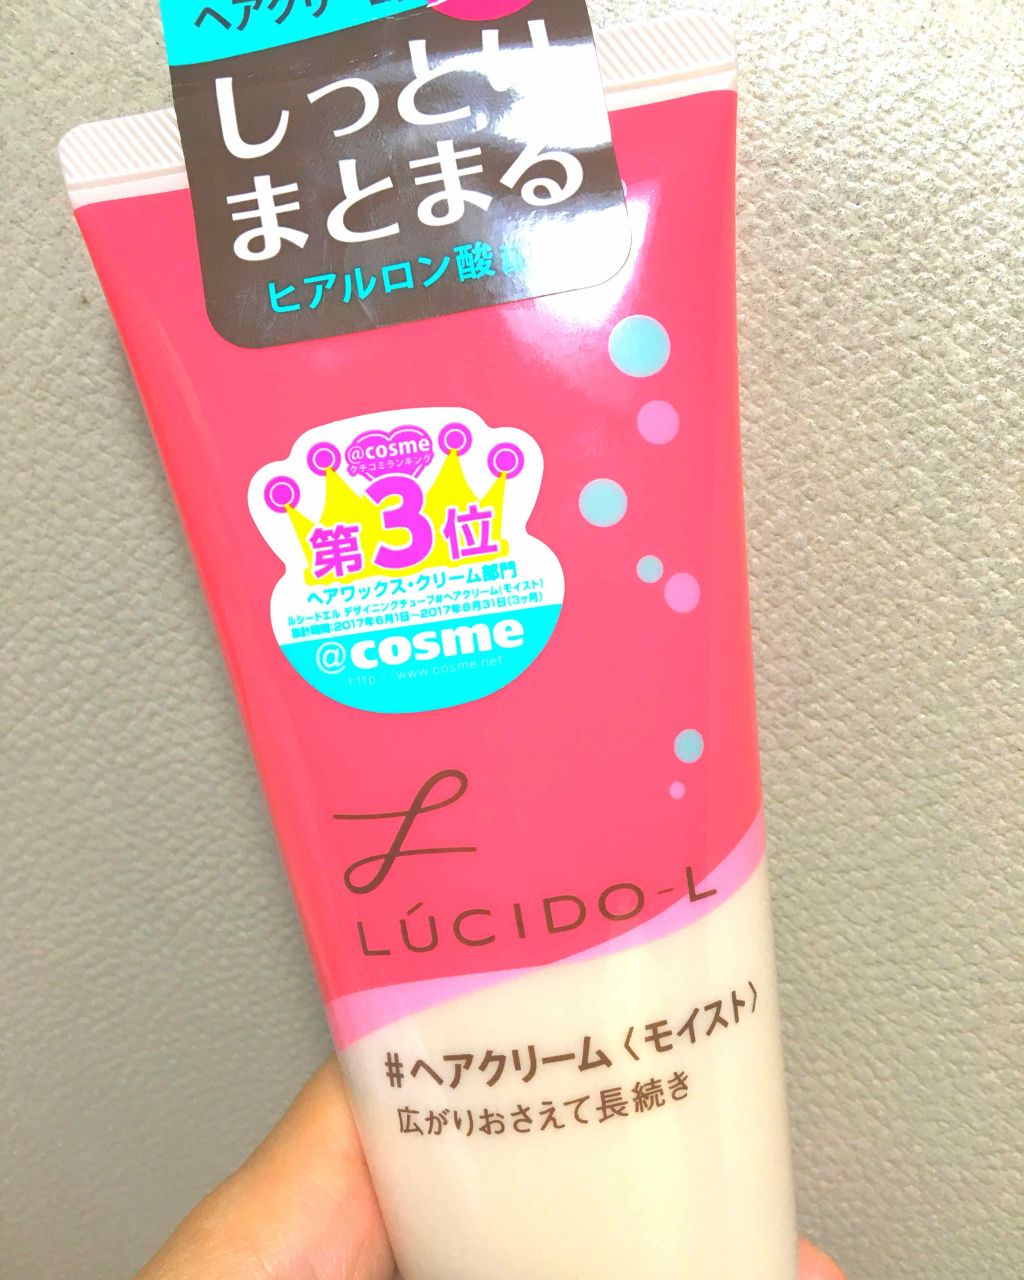 しっとり
まとまる
ヒアルロン酸
@cosme
クチコミランキング
第3位
ヘアワックス・クリーム部門
ルシードエル デザイニングチューブ#ヘアクリーム(モイスト)
累計期間:2017年6月1日〜2017年8月31日(3ヶ月)
@cosme
http://www.cosme.net
LÚCIDO-L
#ヘアクリーム〈モイスト〉
広がりおさえて長続き